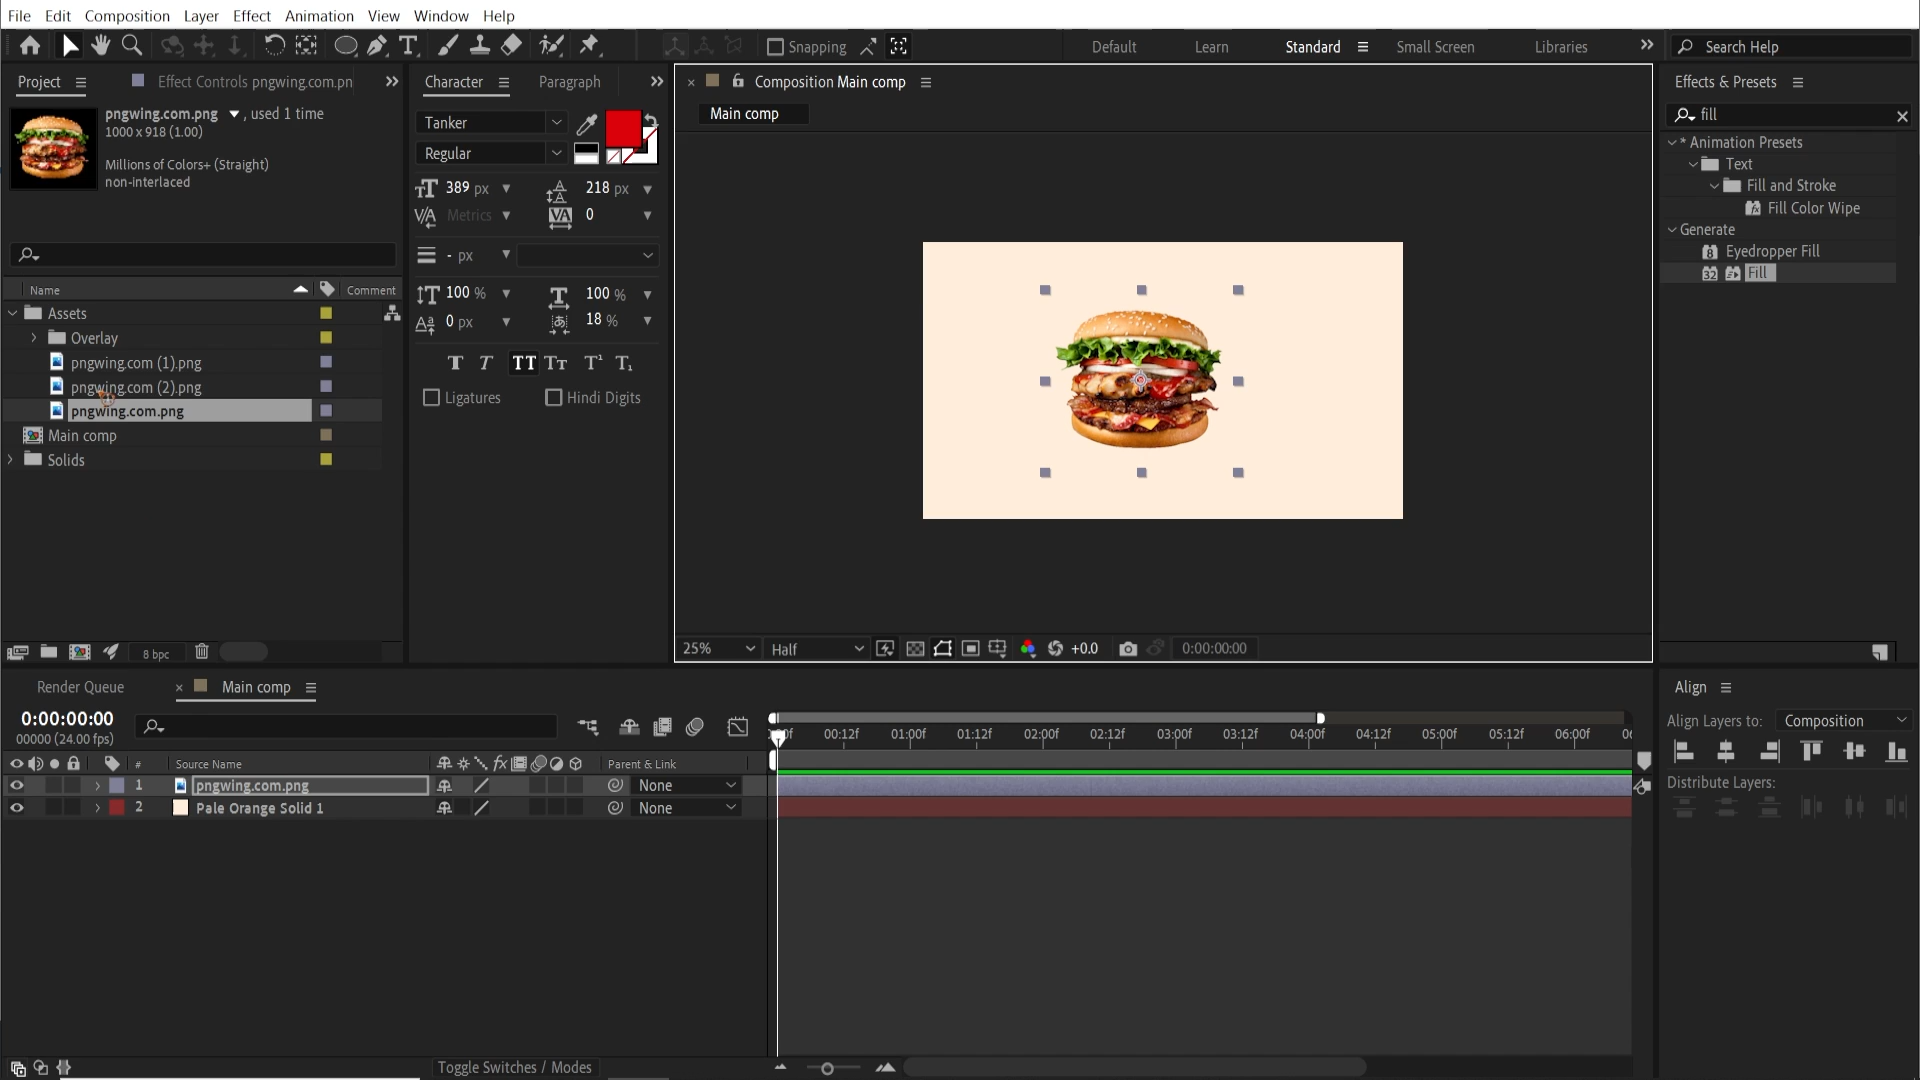 File Edit Composition Layer Effect Animation View Window Help
Snapping
Default Learn Standard Small Screen Libraries
Search Help
Project
Effect Controls pngwing.com.pn
pngwing.com.png , used 1 time
1000 x 918 (1.00)
Millions of Colors+ (Straight)
non-interlaced
Name Comment
Assets
Overlay
pngwing.com (1).png
pngwing.com (2).png
pngwing.com.png
Main comp
Solids
8 bpc
Character Paragraph
Tanker
Regular
389 px 218 px
Metrics 0
- px
100 % 100 %
0 px 18 %
Ligatures Hindi Digits
Composition Main comp
Main comp
25% Half +0.0 0:00:00:00
Effects & Presets
fill
* Animation Presets
Text
Fill and Stroke
Fill Color Wipe
Generate
Eyedropper Fill
32 Fill
Render Queue Main comp
0:00:00:00
00000 (24.00 fps)
00:12f 01:00f 01:12f 02:00f 02:12f 03:00f 03:12f 04:00f 04:12f 05:00f 05:12f 06:00f
# Source Name Parent & Link
1 pngwing.com.png None
2 Pale Orange Solid 1 None
Toggle Switches / Modes
Align
Align Layers to: Composition
Distribute Layers: